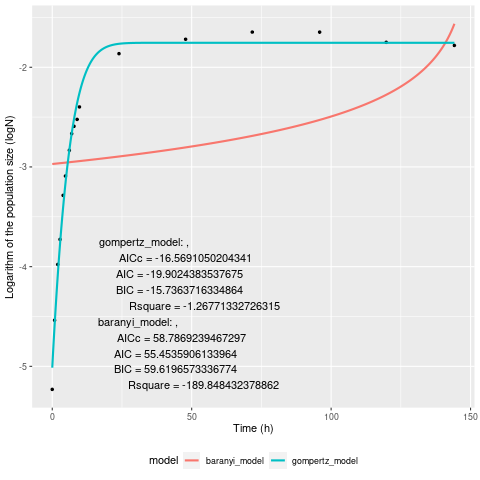 -2
-3
-4
-5
Logarithm of the population size (logN)
gompertz_model: ,
AICc = -16.5691050204341
AIC = -19.9024383537675
BIC = -15.7363716334864
Rsquare = -1.26771332726315
baranyi_model: ,
AICc = 58.7869239467297
AIC = 55.4535906133964
BIC = 59.6196573336774
Rsquare = -189.848432378862
0 50 100 150
Time (h)
model baranyi_model gompertz_model